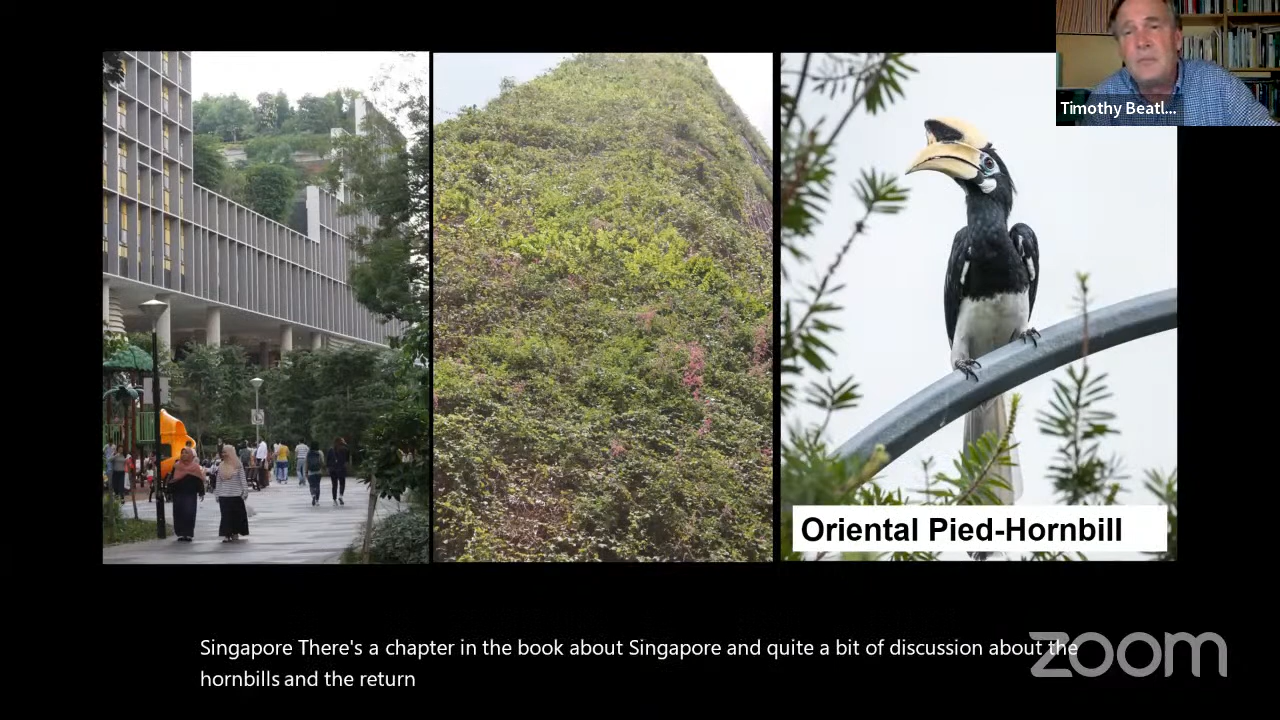 Timothy Beatl...
Oriental Pied-Hornbill
Singapore There's a chapter in the book about Singapore and quite a bit of discussion about the
hornbills and the return
zoom